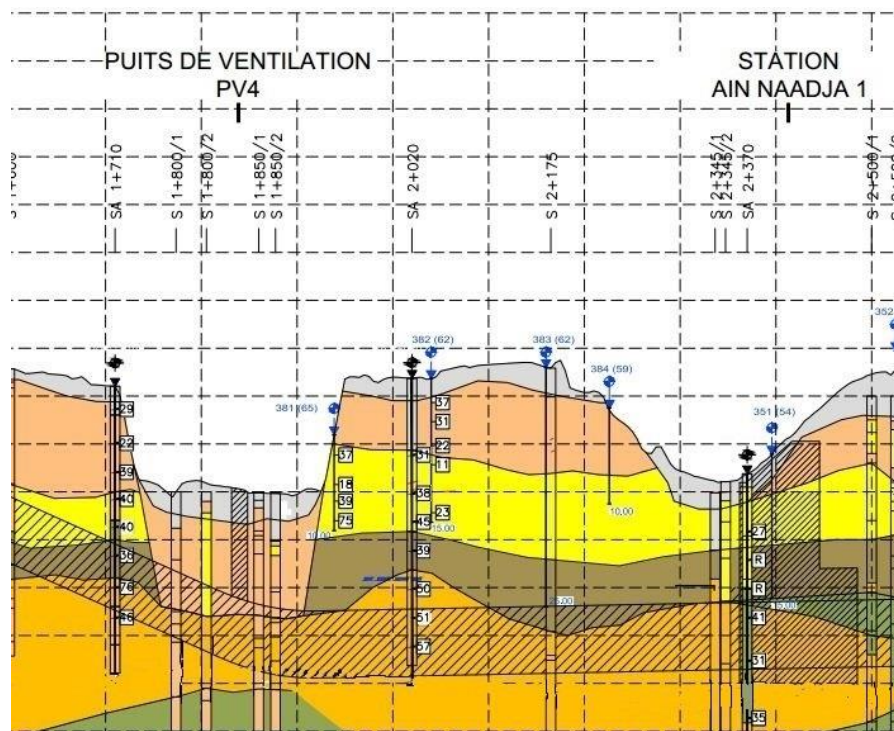 PUITS DE VENTILATION
PV4
STATION
AIN NAADJA 1
SA 1+710
S 1+800/1
S 1+800/2
S 1+850/1
S 1+850/2
SA 2+020
S 2+175
S 2+345/1
S 2+345/2
SA 2+370
S 2+500/1
381 (65)
382 (62)
383 (62)
384 (59)
351 (54)
352
29
22
39
40
40
36
76
46
37
18
39
75
10.00
31
38
45
39
50
51
57
37
31
22
11
23
15.00
25.00
10.00
27
R
R
41
31
35
15.00